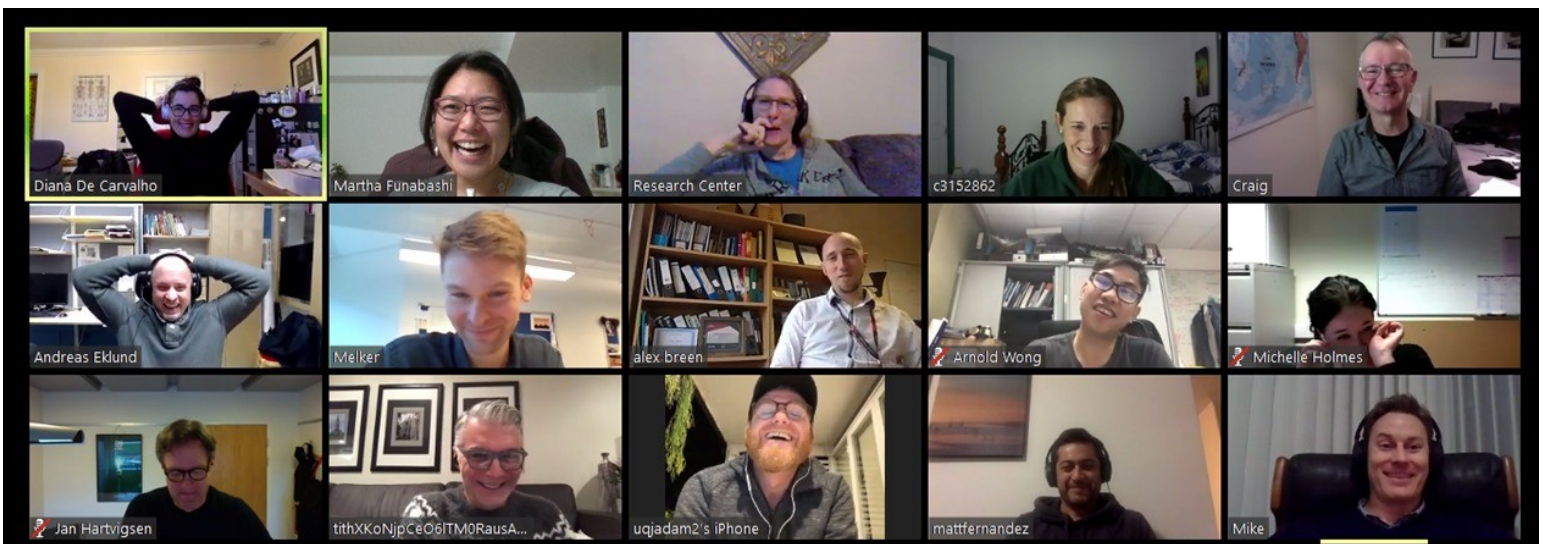 Diana De Carvalho
Martha Funabashi
Research Center
c3152862
Craig
Andreas Eklund
Melker
alex breen
Arnold Wong
Michelle Holmes
Jan Hartvigsen
uqjadam2's iPhone
mattfernandez
Mike